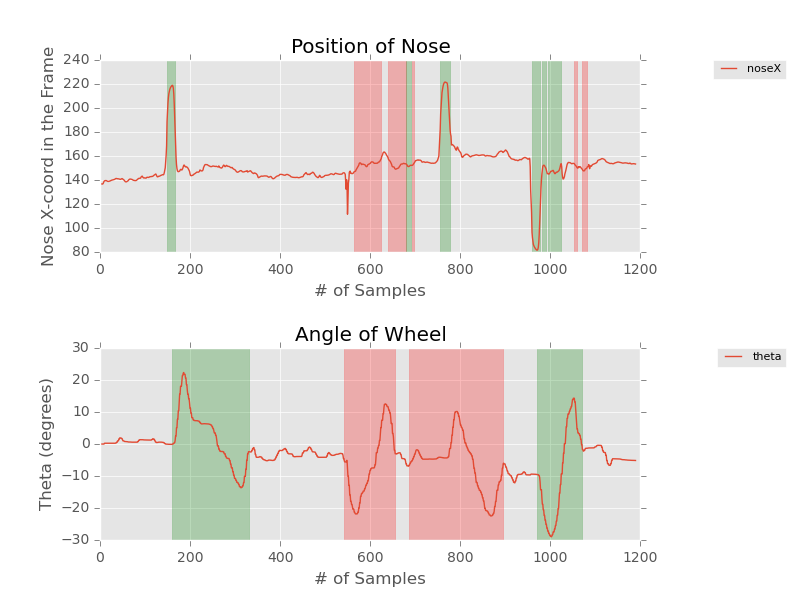 Position of Nose
Nose X-coord in the Frame
240
220
200
180
160
140
120
100
80
0 200 400 600 800 1000 1200
# of Samples
noseX
Angle of Wheel
Theta (degrees)
30
20
10
0
−10
−20
−30
0 200 400 600 800 1000 1200
# of Samples
theta